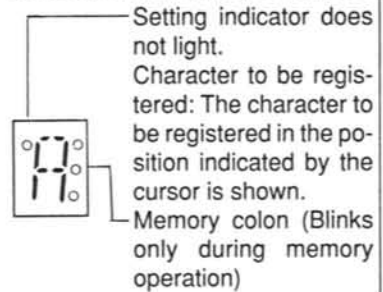 Setting indicator does
not light.
Character to be regis-
tered: The character to
be registered in the po-
sition indicated by the
cursor is shown.
A
Memory colon (Blinks
only during memory
operation)